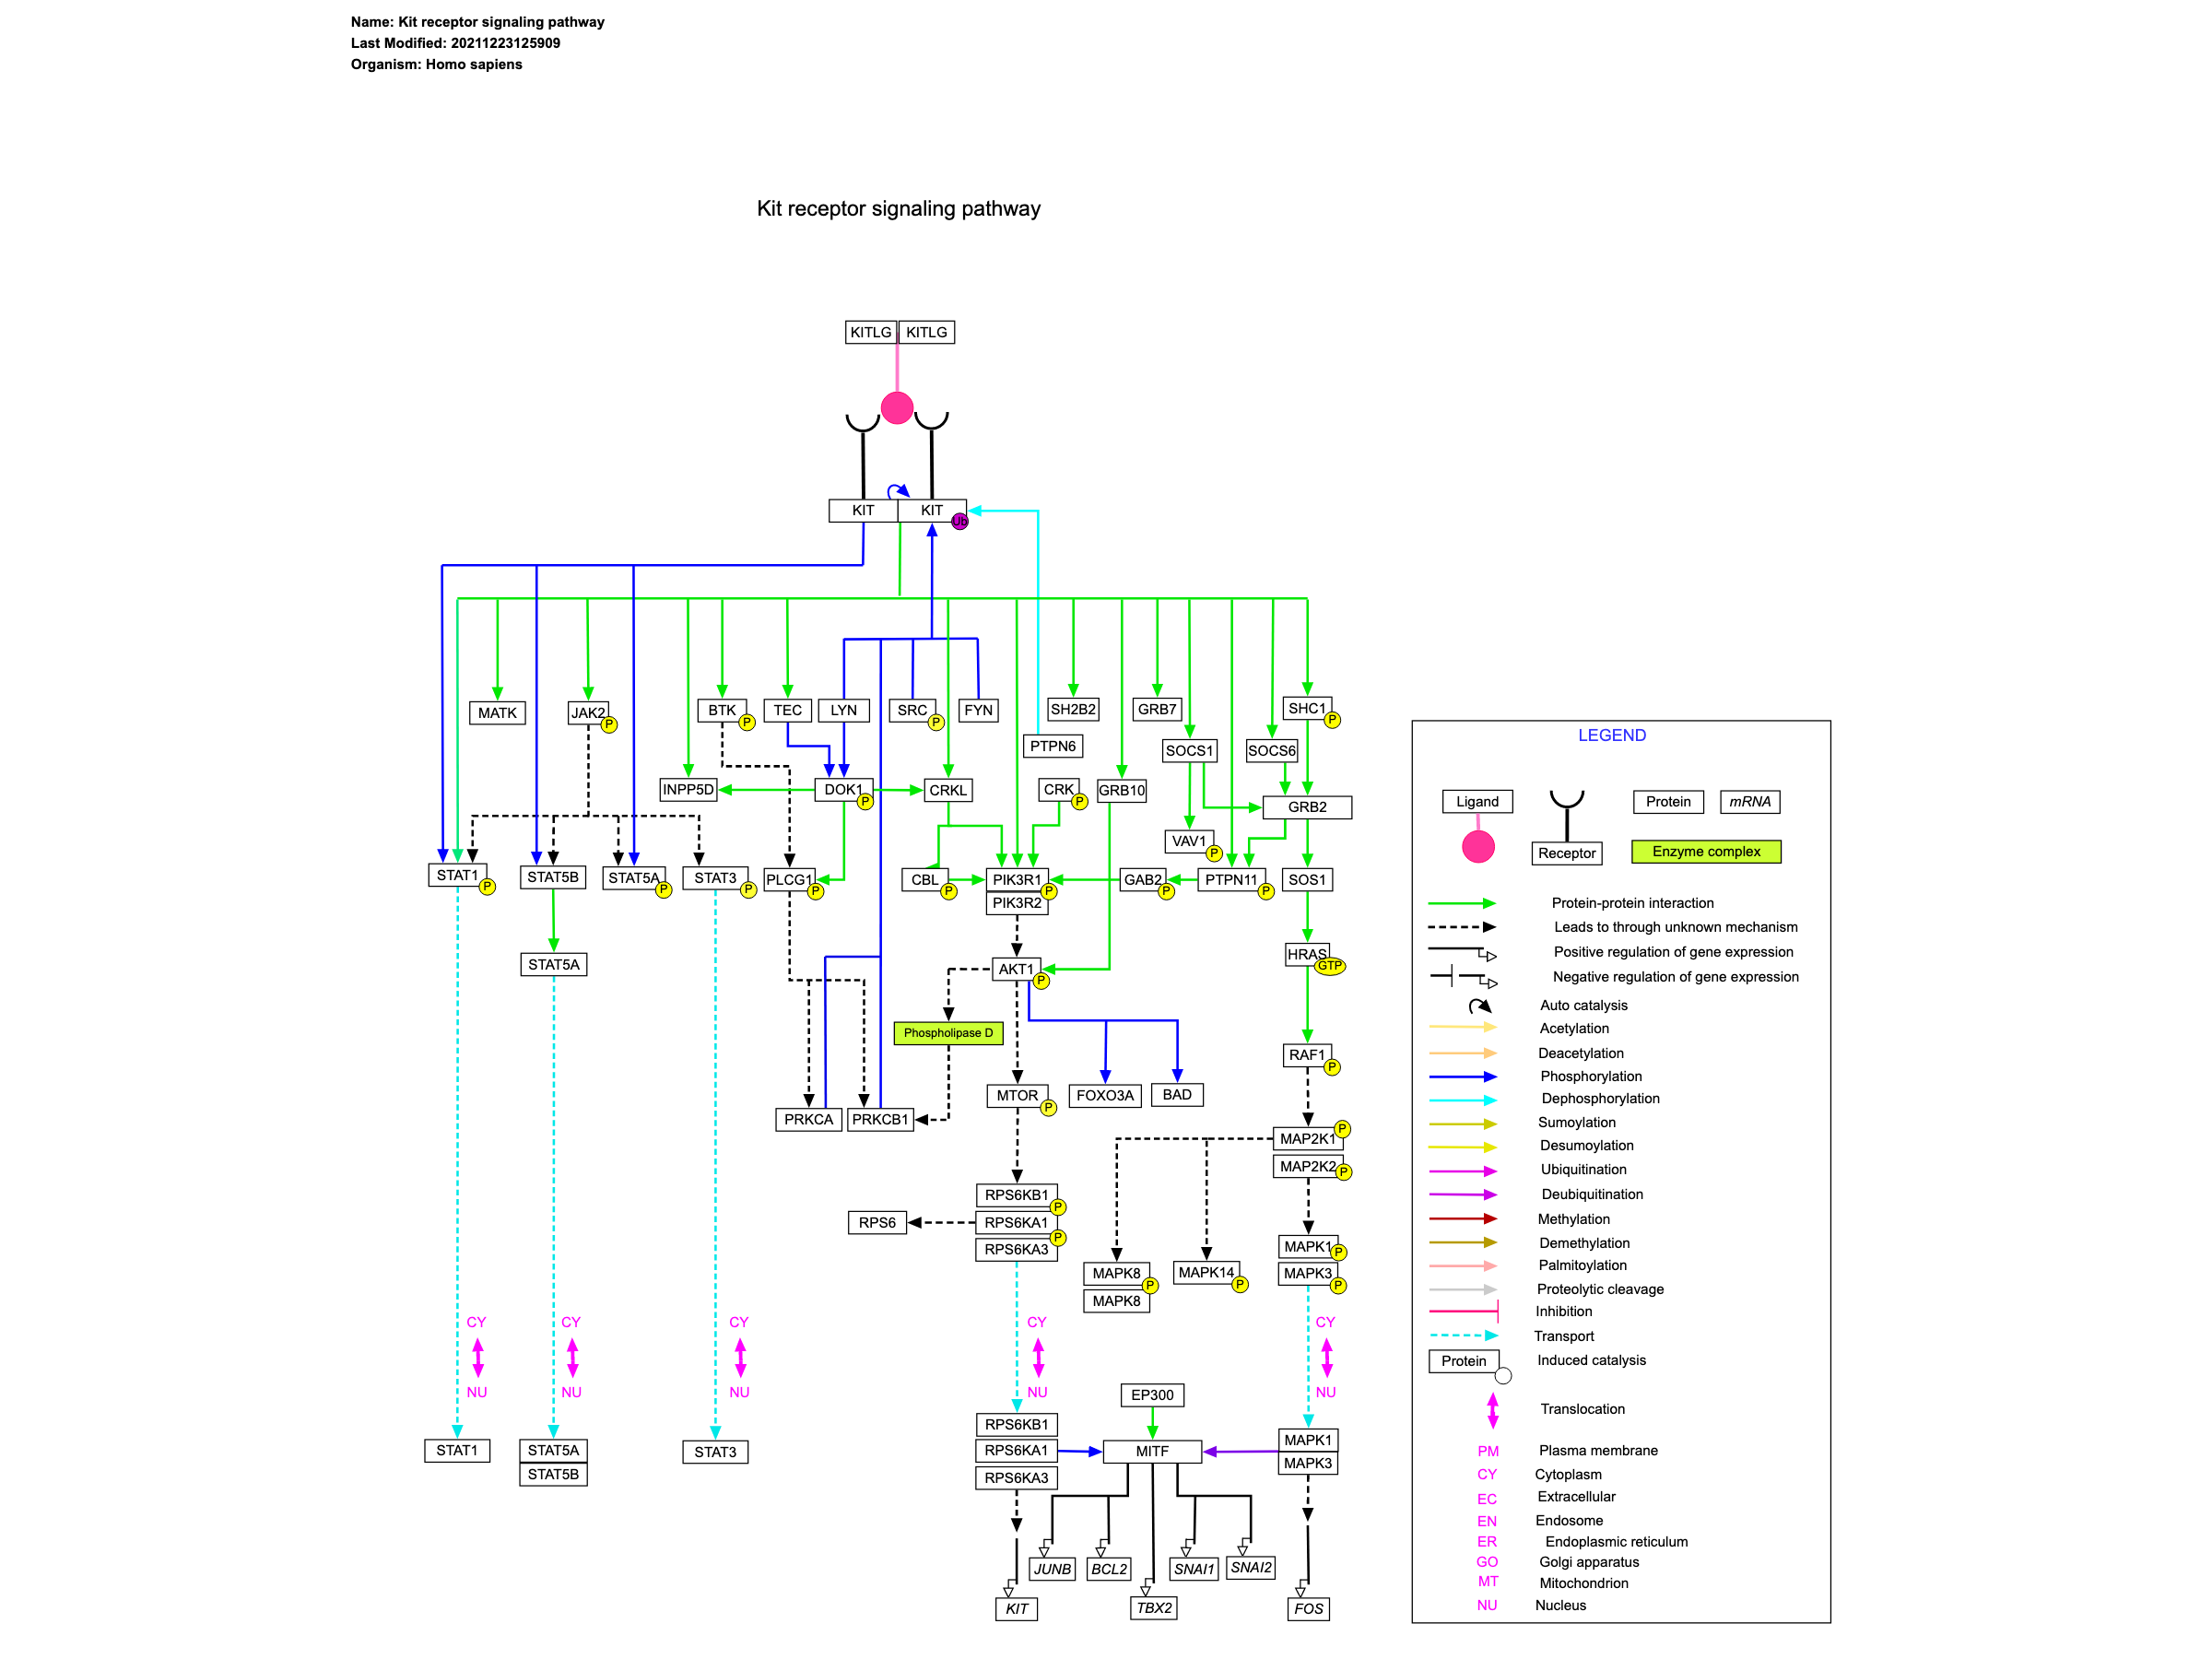 Name: Kit receptor signaling pathway
Last Modified: 20211223125909
Organism: Homo sapiens
Kit receptor signaling pathway
KITLG KITLG
KIT KIT
Ub
MATK JAK2 P BTK P TEC LYN SRC P FYN SH2B2 GRB7 SHC1 P
PTPN6 SOCS1 SOCS6
INPP5D DOK1 P CRKL CRK P GRB10 GRB2
VAV1 P
STAT1 P STAT5B STAT5A P STAT3 P PLCG1 P CBL P PIK3R1 P GAB2 P PTPN11 P SOS1
PIK3R2
STAT5A AKT1 P HRAS GTP
Phospholipase D
RAF1 P
MTOR P FOXO3A BAD
PRKCA PRKCB1
MAP2K1 P
MAP2K2 P
RPS6KB1 P
RPS6 RPS6KA1 P
RPS6KA3
MAPK1 P
MAPK8 P MAPK14 P MAPK3 P
MAPK8
CY CY CY CY CY
NU NU NU NU NU
EP300
RPS6KB1
STAT1 STAT5A STAT3 RPS6KA1 MITF MAPK1
STAT5B RPS6KA3 MAPK3
JUNB BCL2 SNAI1 SNAI2
KIT TBX2 FOS
LEGEND
Ligand Protein mRNA
Receptor Enzyme complex
Protein-protein interaction
Leads to through unknown mechanism
Positive regulation of gene expression
Negative regulation of gene expression
Auto catalysis
Acetylation
Deacetylation
Phosphorylation
Dephosphorylation
Sumoylation
Desumoylation
Ubiquitination
Deubiquitination
Methylation
Demethylation
Palmitoylation
Proteolytic cleavage
Inhibition
Transport
Protein Induced catalysis
Translocation
PM Plasma membrane
CY Cytoplasm
EC Extracellular
EN Endosome
ER Endoplasmic reticulum
GO Golgi apparatus
MT Mitochondrion
NU Nucleus